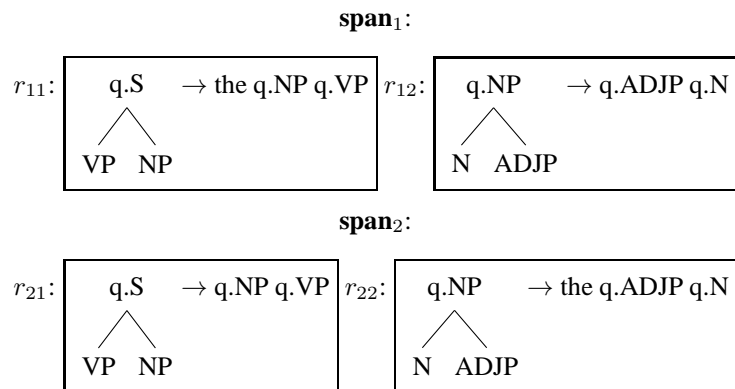 span₁:
r₁₁: q.S → the q.NP q.VP r₁₂: q.NP → q.ADJP q.N
VP NP N ADJP
span₂:
r₂₁: q.S → q.NP q.VP r₂₂: q.NP → the q.ADJP q.N
VP NP N ADJP